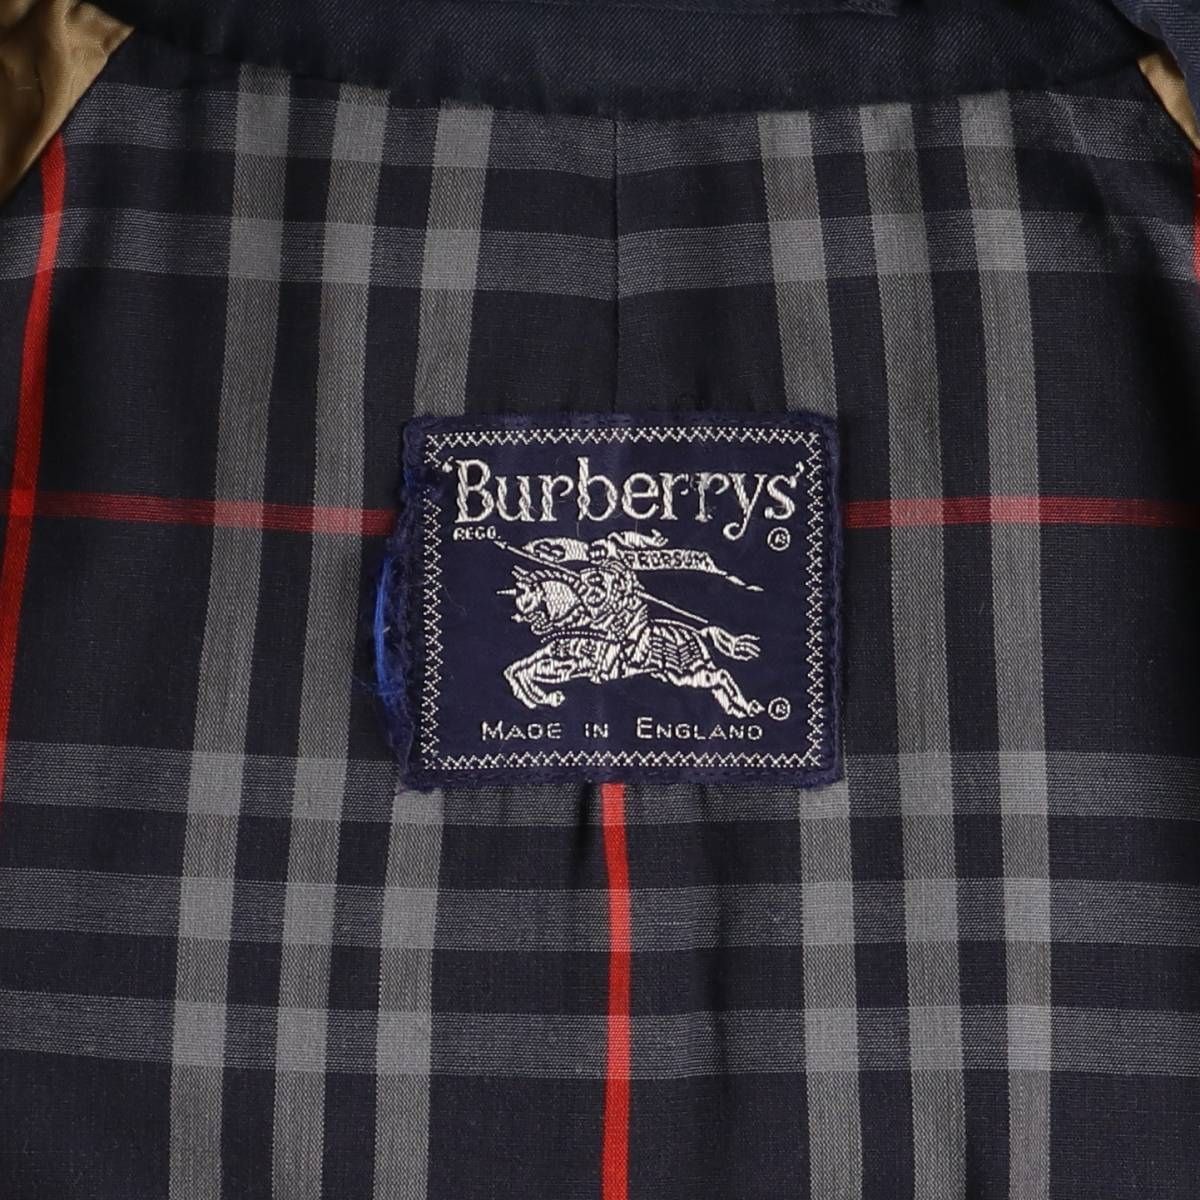 'Burberrys'
REGD.
PRORSUM
®
®
MADE IN ENGLAND